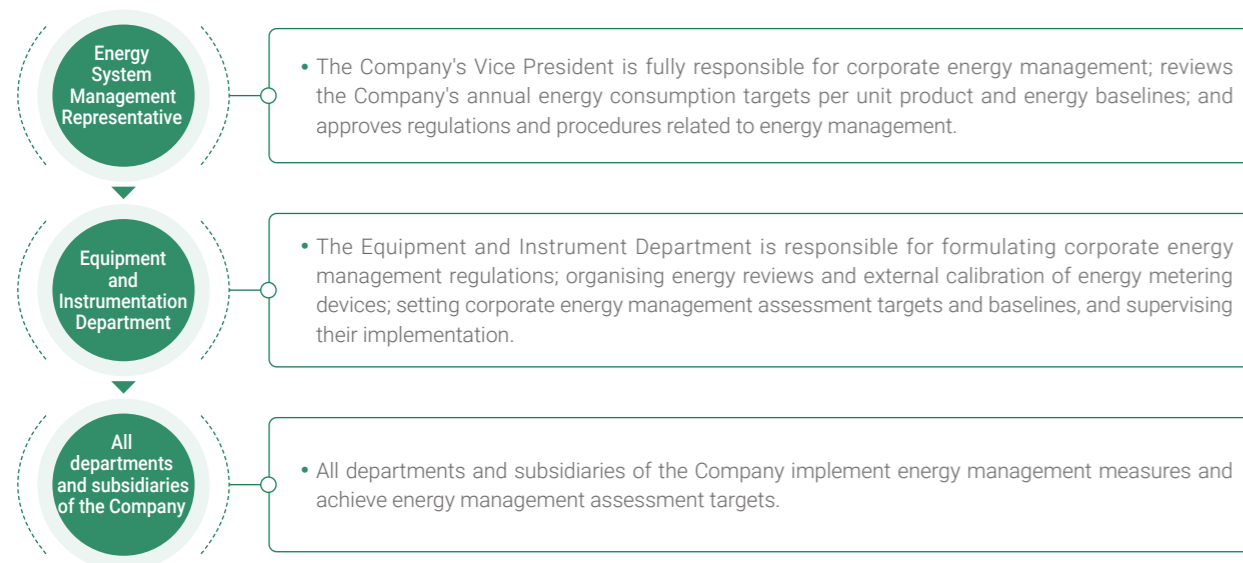 Energy
System
Management
Representative
• The Company's Vice President is fully responsible for corporate energy management; reviews
the Company's annual energy consumption targets per unit product and energy baselines; and
approves regulations and procedures related to energy management.
Equipment
and
Instrumentation
Department
• The Equipment and Instrument Department is responsible for formulating corporate energy
management regulations; organising energy reviews and external calibration of energy metering
devices; setting corporate energy management assessment targets and baselines, and supervising
their implementation.
All
departments
and subsidiaries
of the Company
• All departments and subsidiaries of the Company implement energy management measures and
achieve energy management assessment targets.